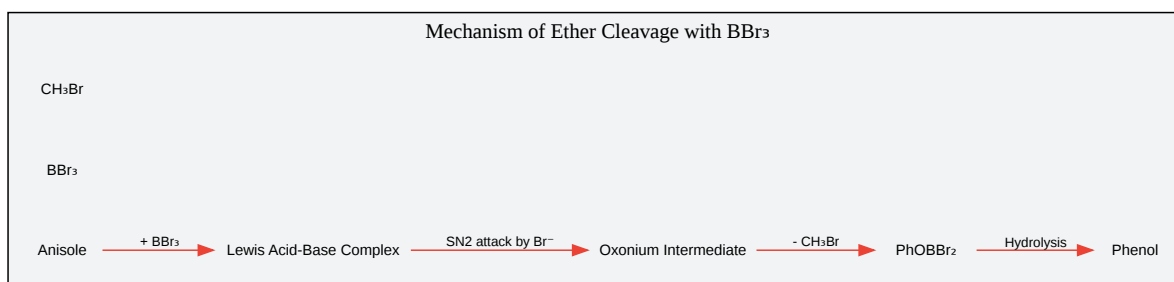 Mechanism of Ether Cleavage with BBr₃
CH₃Br
BBr₃
Anisole + BBr₃ Lewis Acid-Base Complex SN2 attack by Br⁻ Oxonium Intermediate - CH₃Br PhOBBr₂ Hydrolysis Phenol